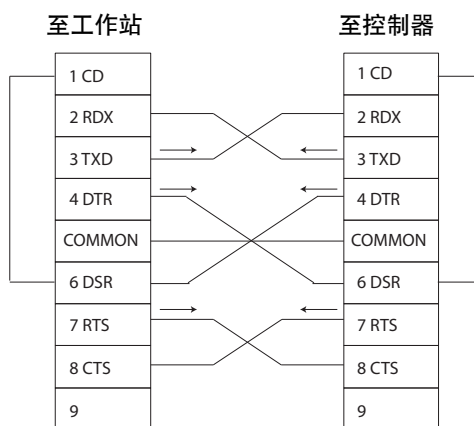 至工作站
1 CD
2 RDX
3 TXD
4 DTR
COMMON
6 DSR
7 RTS
8 CTS
9
至控制器
1 CD
2 RDX
3 TXD
4 DTR
COMMON
6 DSR
7 RTS
8 CTS
9